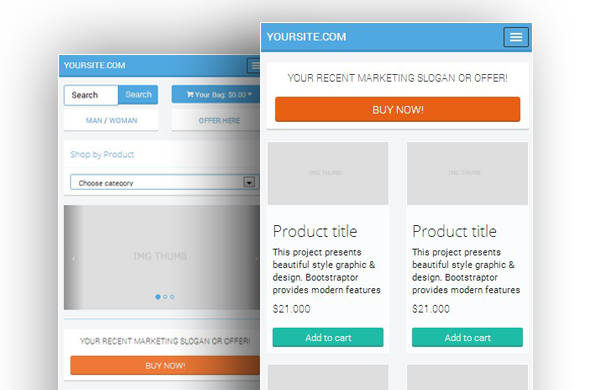 YOURSITE.COM
Search Search Your Bag: $0.00
MAN / WOMAN OFFER HERE
Shop by Product
Choose category
IMG THUMB
YOUR RECENT MARKETING SLOGAN OR OFFER!
BUY NOW!
YOURSITE.COM
YOUR RECENT MARKETING SLOGAN OR OFFER!
BUY NOW!
IMG THUMB IMG THUMB
Product title
This project presents
beautiful style graphic &
design. Bootstraptor
provides modern features
$21.000
Add to cart
Product title
This project presents
beautiful style graphic &
design. Bootstraptor
provides modern features
$21.000
Add to cart